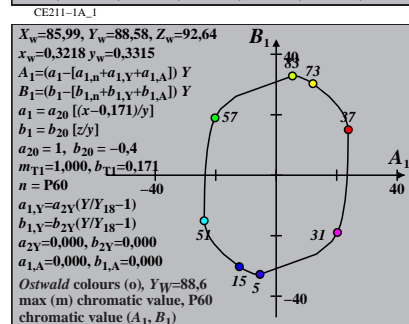 CE211-1A_1
Xw=85,99, Yw=88,58, Zw=92,64
xw=0,3218 yw=0,3315
A1=(a1–[a1,n+a1,Y+a1,A]) Y
B1=(b1–[b1,n+b1,Y+b1,A]) Y
a1 = a20 [(x–0,171)/y]
b1 = b20 [z/y]
a20 = 1, b20 = –0,4
mT1=1,000, bT1=0,171
n = P60
a1,Y=a2Y(Y/Y18–1)
b1,Y=b2Y(Y/Y18–1)
a2Y=0,000, b2Y=0,000
a1,A=0,000, b1,A=0,000
Ostwald colours (o), YW=88,6
max (m) chromatic value, P60
chromatic value (A1, B1)
B1
40
83
73
57
37
A1
–40
40
51
31
15
5
–40